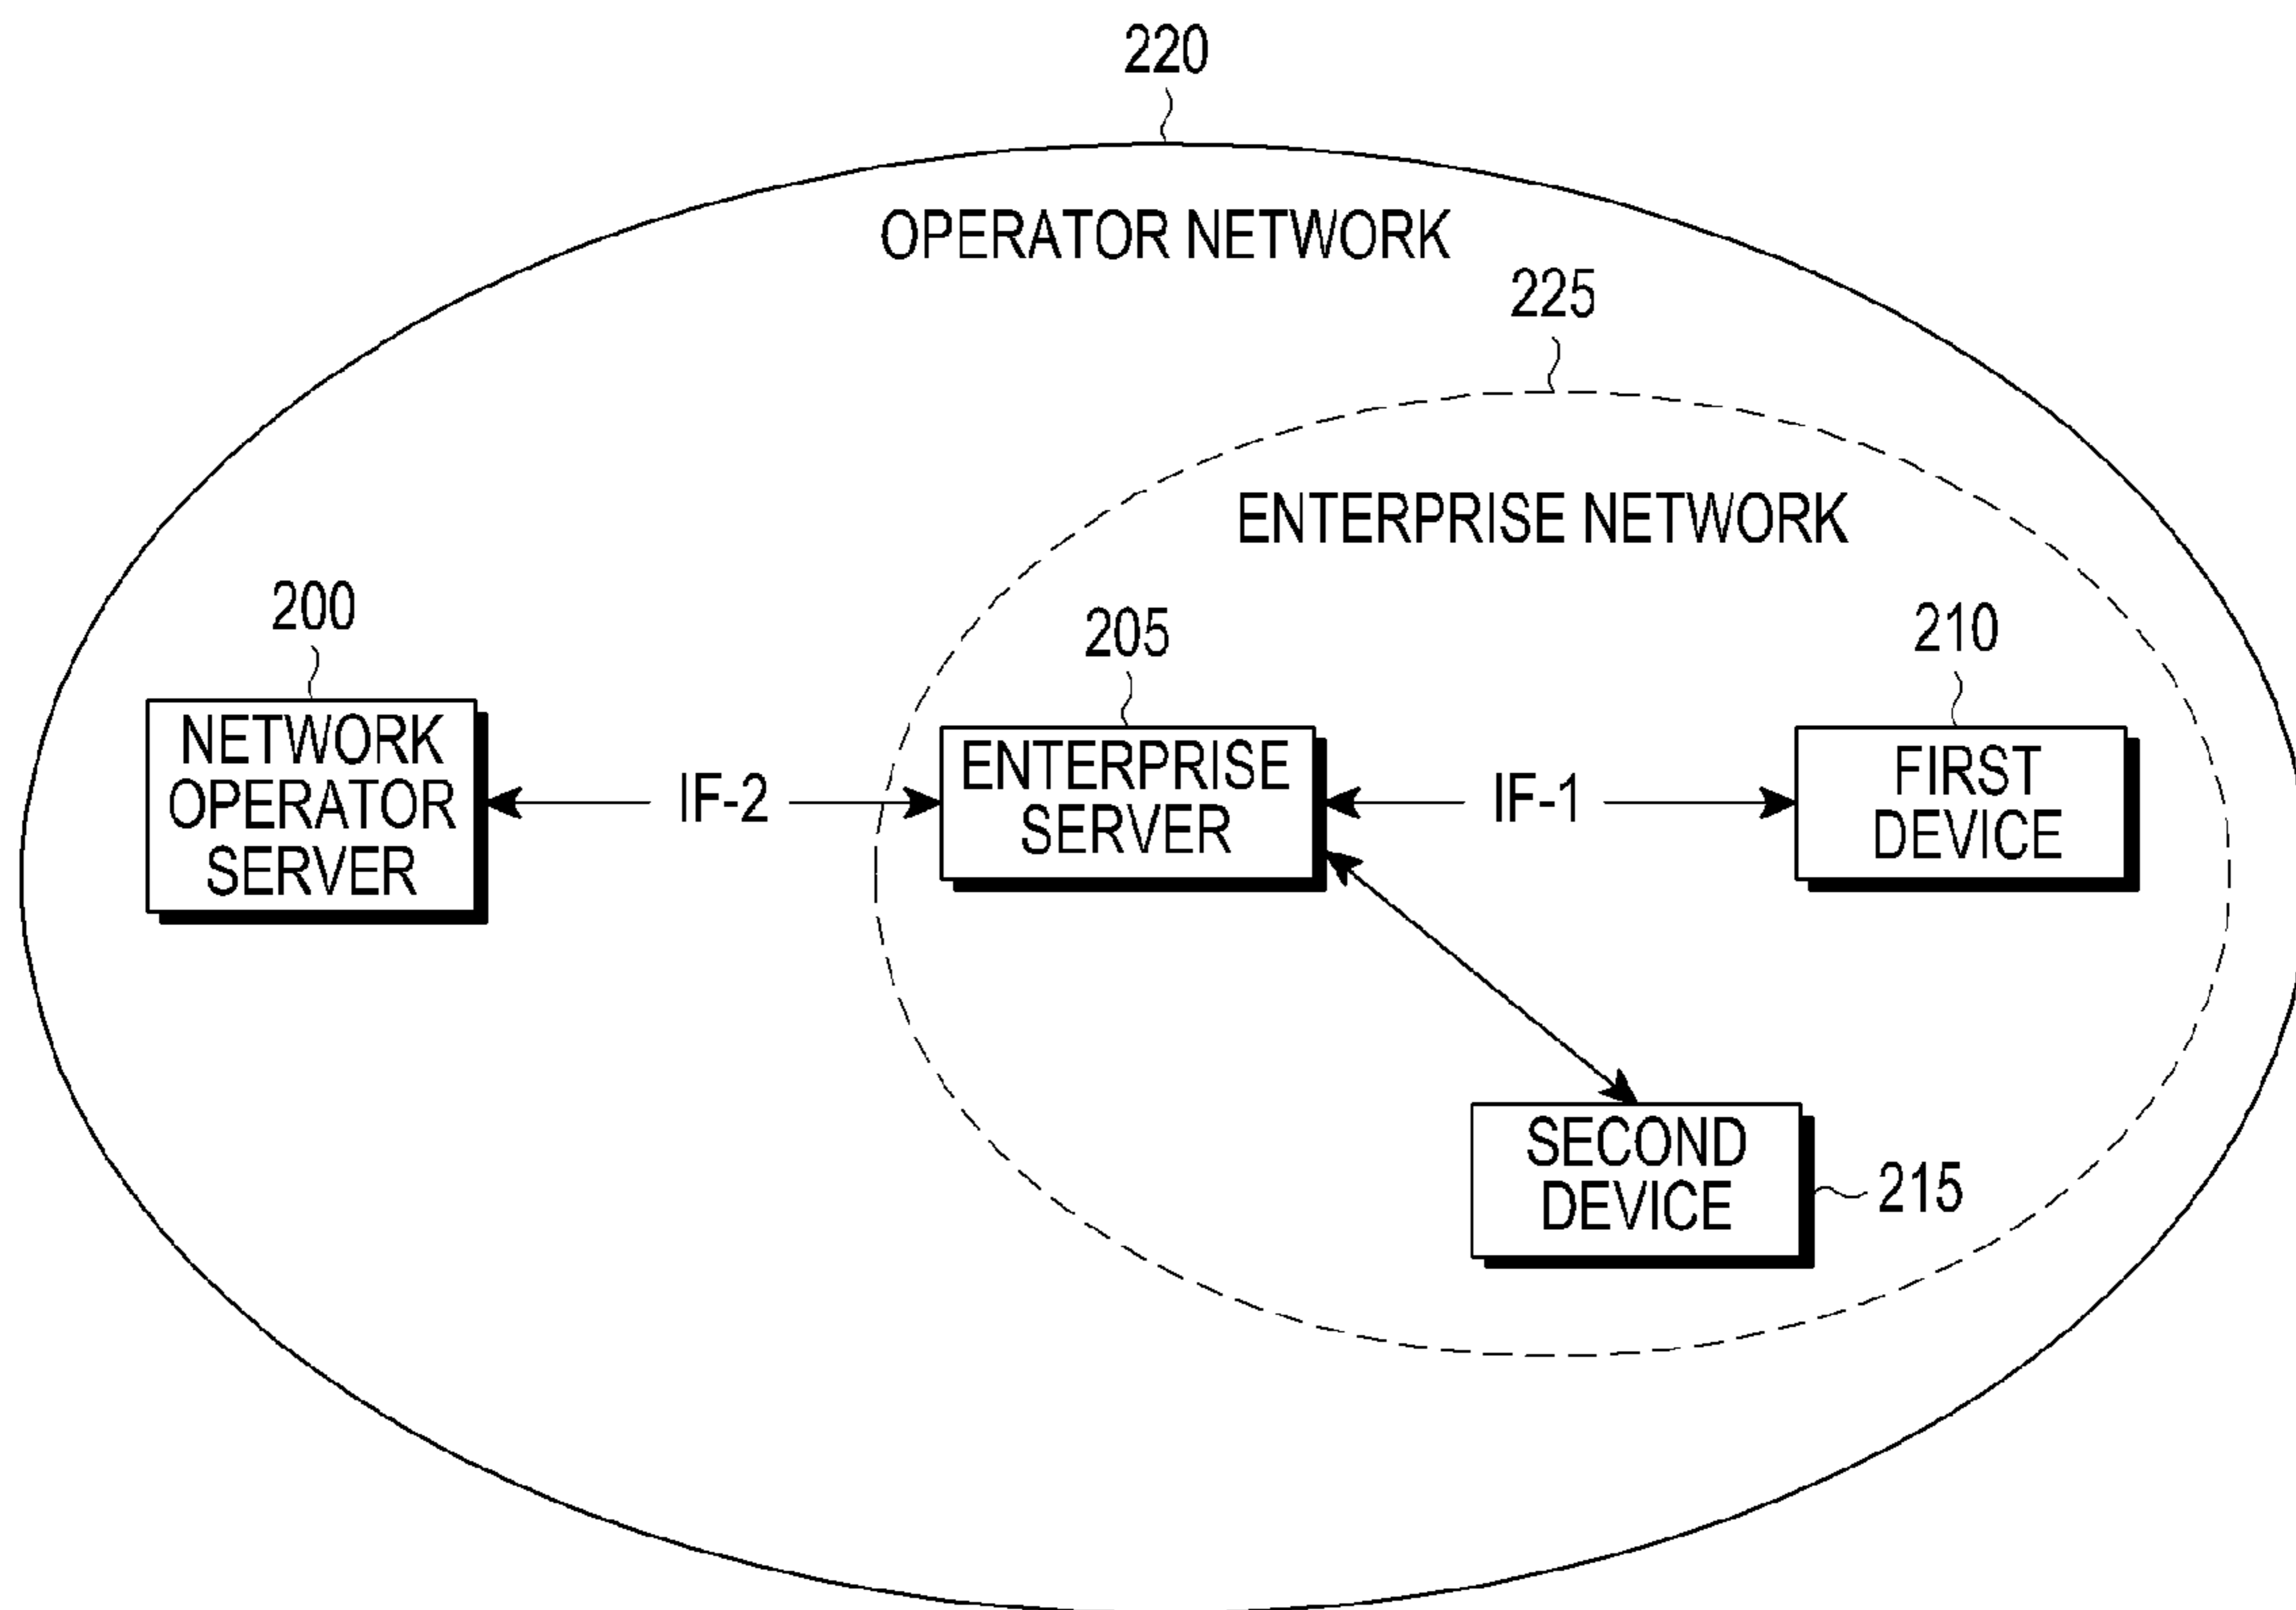 220
OPERATOR NETWORK
225
ENTERPRISE NETWORK
200
205
210
NETWORK
OPERATOR
SERVER
IF-2
ENTERPRISE
SERVER
IF-1
FIRST
DEVICE
SECOND
DEVICE
215